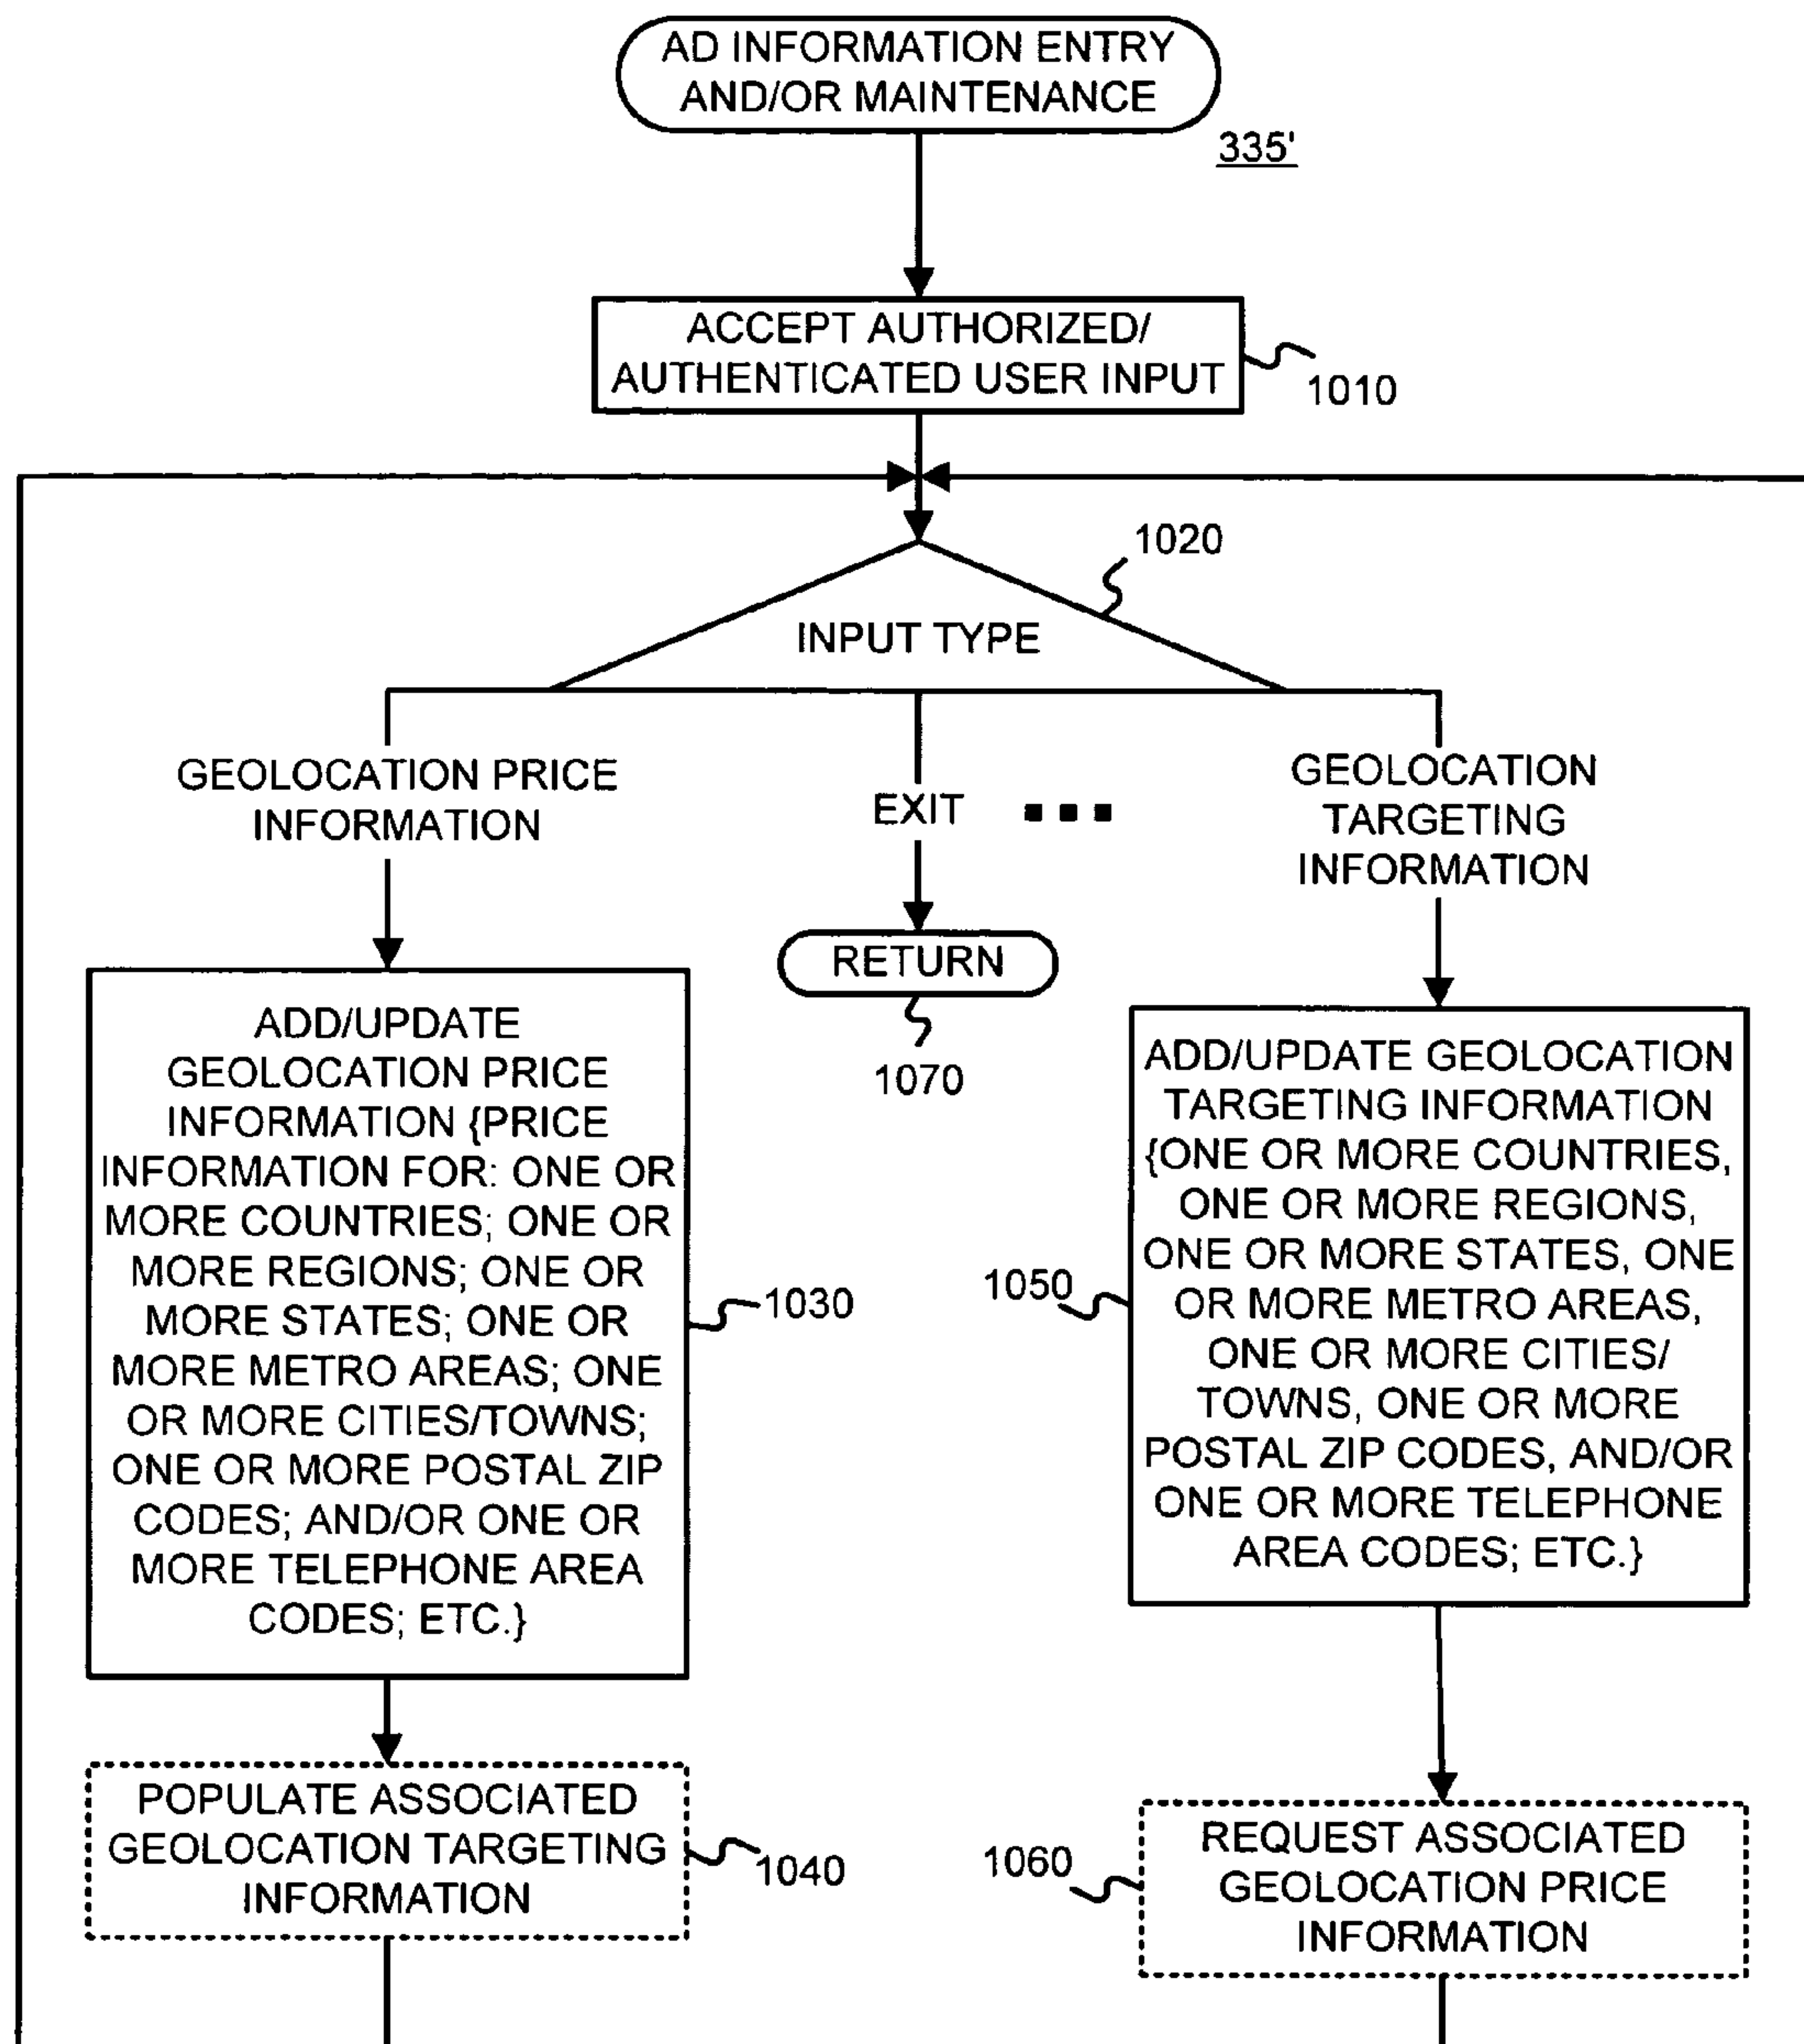 AD INFORMATION ENTRY
AND/OR MAINTENANCE
335'
ACCEPT AUTHORIZED/
AUTHENTICATED USER INPUT
1010
1020
INPUT TYPE
GEOLOCATION PRICE
INFORMATION
EXIT
GEOLOCATION
TARGETING
INFORMATION
RETURN
1070
ADD/UPDATE
GEOLOCATION PRICE
INFORMATION {PRICE
INFORMATION FOR: ONE OR
MORE COUNTRIES; ONE OR
MORE REGIONS; ONE OR
MORE STATES; ONE OR
MORE METRO AREAS; ONE
OR MORE CITIES/TOWNS;
ONE OR MORE POSTAL ZIP
CODES; AND/OR ONE OR
MORE TELEPHONE AREA
CODES; ETC.}
1030
ADD/UPDATE GEOLOCATION
TARGETING INFORMATION
{ONE OR MORE COUNTRIES,
ONE OR MORE REGIONS,
ONE OR MORE STATES, ONE
OR MORE METRO AREAS,
ONE OR MORE CITIES/
TOWNS, ONE OR MORE
POSTAL ZIP CODES, AND/OR
ONE OR MORE TELEPHONE
AREA CODES; ETC.}
1050
POPULATE ASSOCIATED
GEOLOCATION TARGETING
INFORMATION
1040
REQUEST ASSOCIATED
GEOLOCATION PRICE
INFORMATION
1060